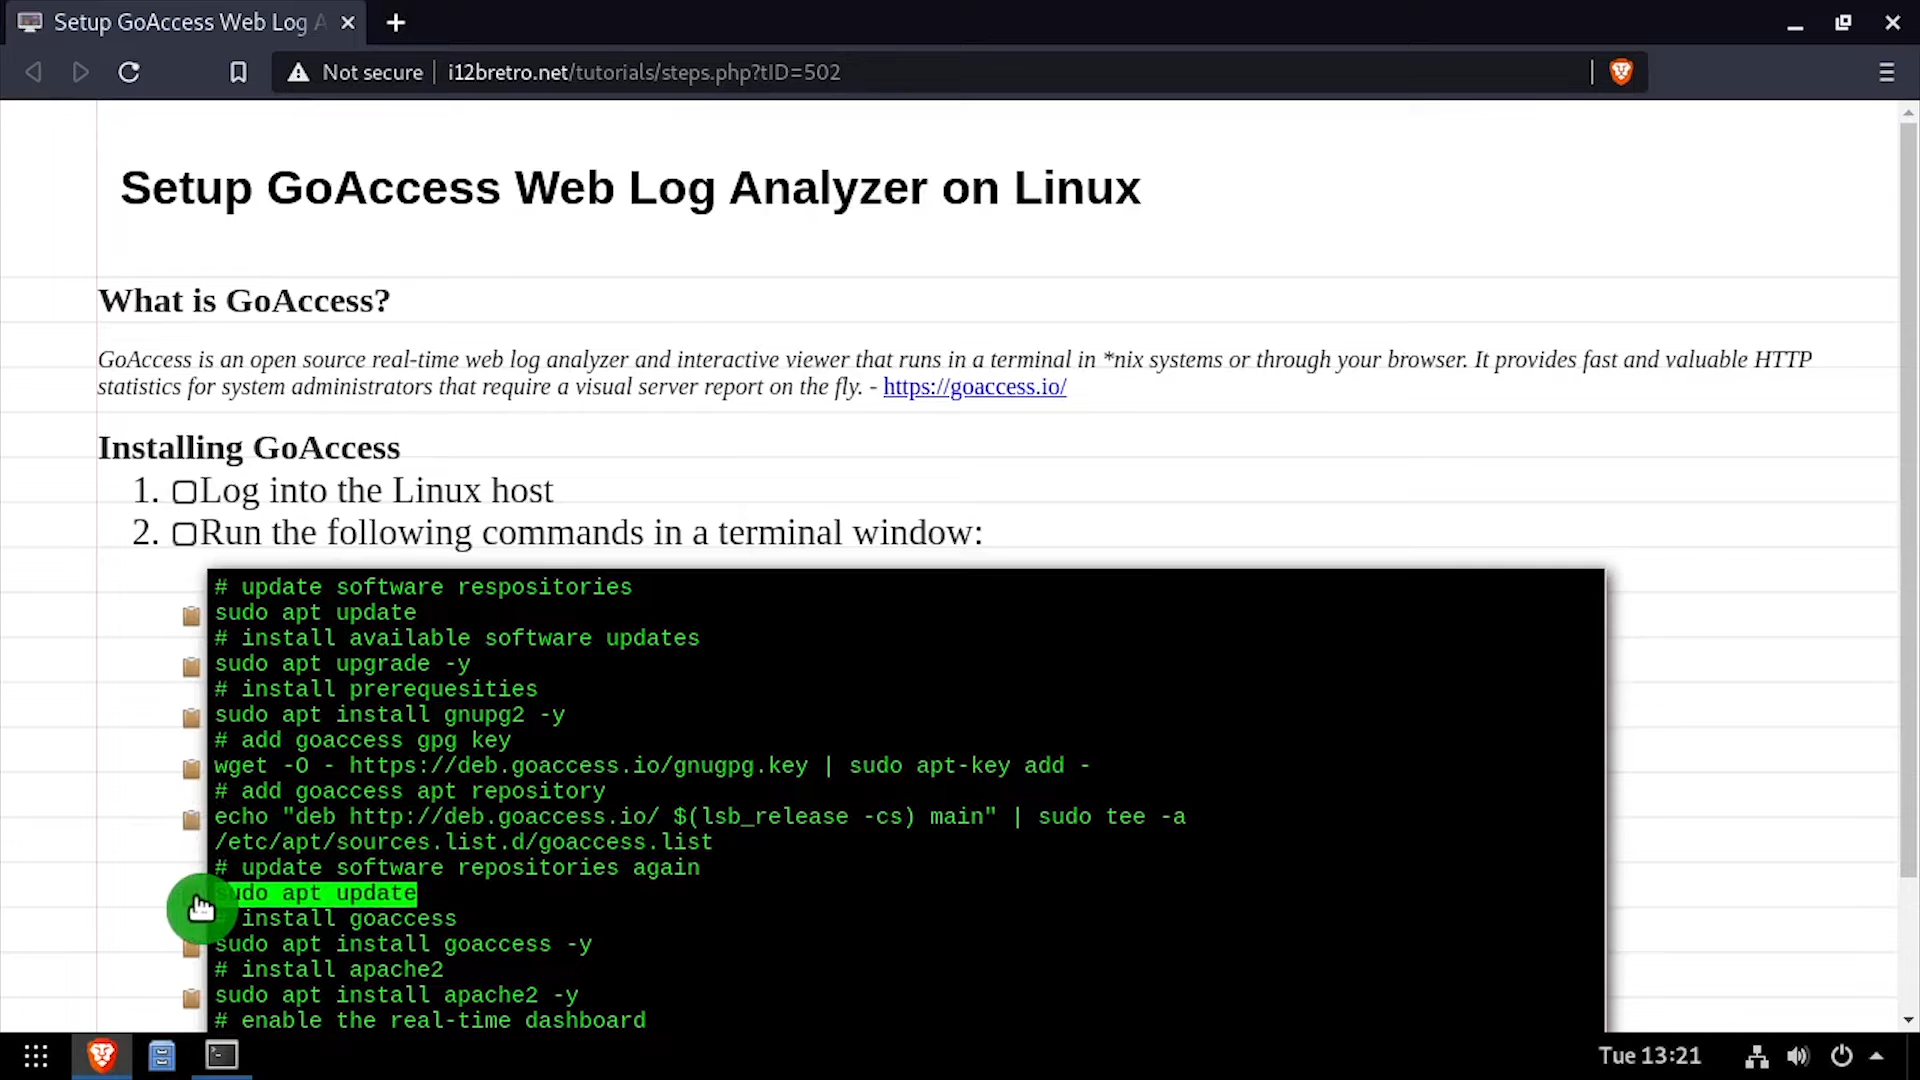 Setup GoAccess Web Log A
Not secure
i12bretro.net/tutorials/steps.php?tID=502
Setup GoAccess Web Log Analyzer on Linux
What is GoAccess?
GoAccess is an open source real-time web log analyzer and interactive viewer that runs in a terminal in *nix systems or through your browser. It provides fast and valuable HTTP
statistics for system administrators that require a visual server report on the fly. - https://goaccess.io/
Installing GoAccess
1. Log into the Linux host
2. Run the following commands in a terminal window:
# update software respositories
sudo apt update
# install available software updates
sudo apt upgrade -y
# install prerequesities
sudo apt install gnupg2 -y
# add goaccess gpg key
wget -O - https://deb.goaccess.io/gnugpg.key | sudo apt-key add -
# add goaccess apt repository
echo "deb http://deb.goaccess.io/ $(lsb_release -cs) main" | sudo tee -a
/etc/apt/sources.list.d/goaccess.list
# update software repositories again
sudo apt update
# install goaccess
sudo apt install goaccess -y
# install apache2
sudo apt install apache2 -y
# enable the real-time dashboard
Tue 13:21